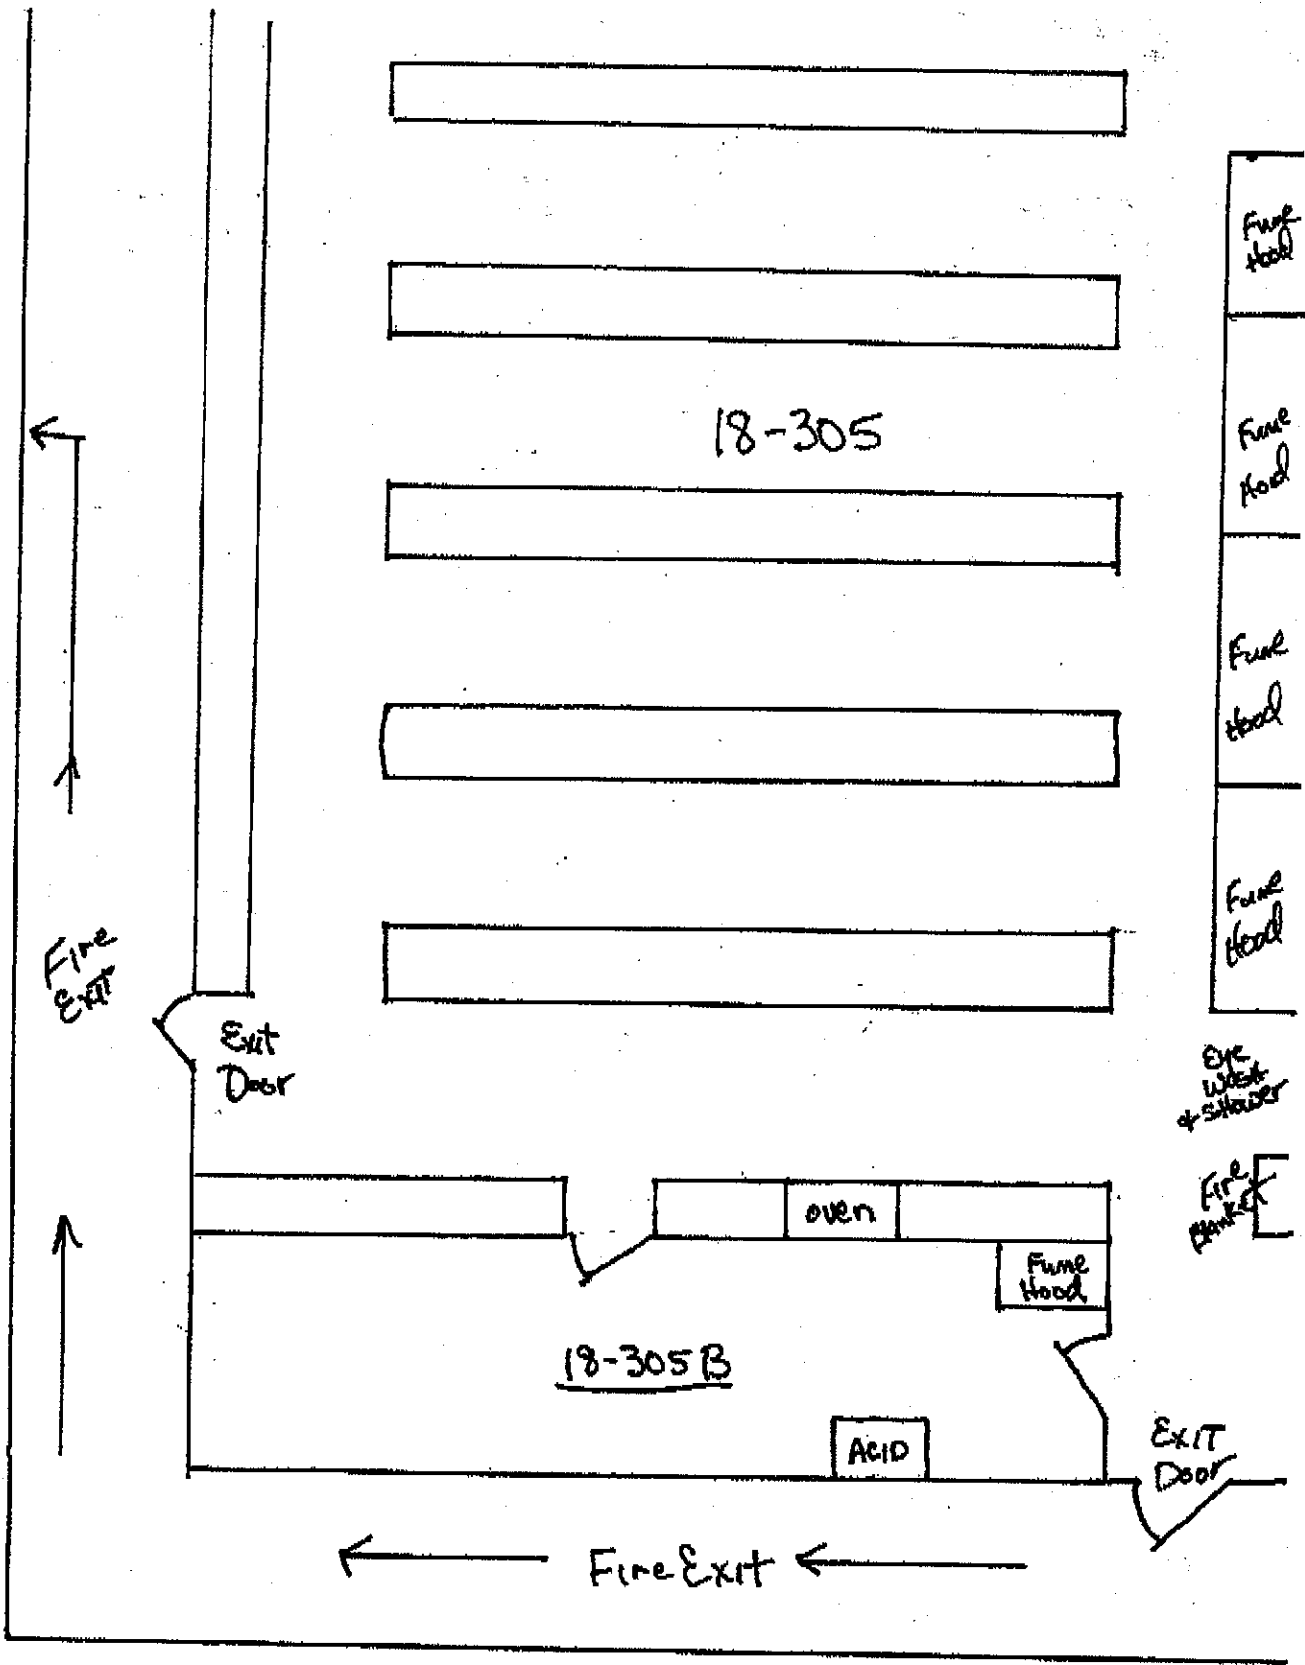 Fume
Hood
18-305
Fume
Hood
Fume
Hood
Fume
Hood
Fire
Exit
Exit
Door
Eye
Wash
& Shower
Fire
Blanket
oven
Fume
Hood
18-305B
ACID
EXIT
Door
Fire Exit